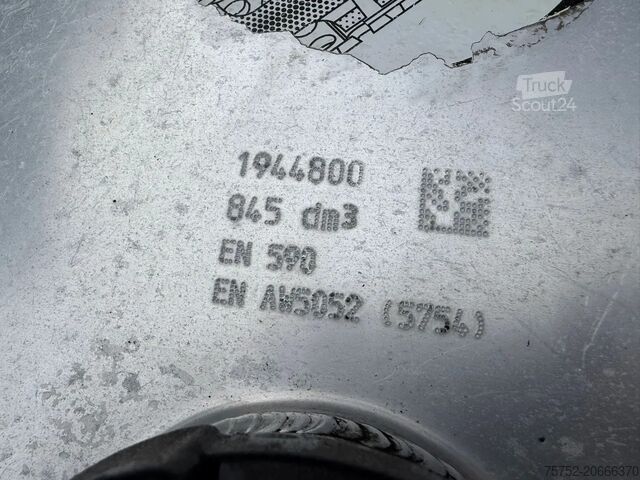 Truck
Scout24
1944800
845 dm3
EN 590
EN AW5052 (5754)
75752-20666370